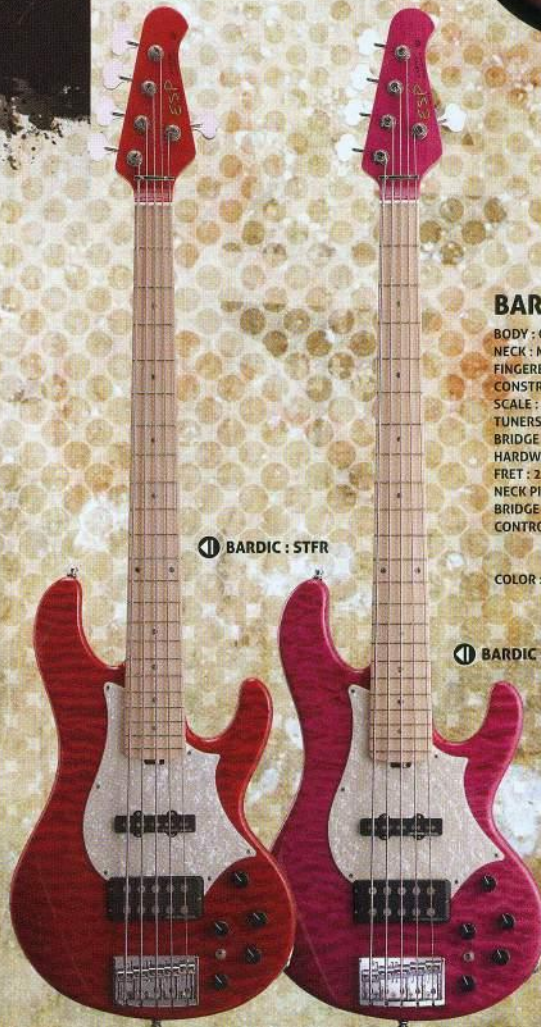 ESP
ESP
BAR
BODY :
NECK :
FINGERB
CONSTR
SCALE :
TUNERS
BRIDGE
HARDW
FRET : 2
NECK PI
BRIDGE
CONTRO
COLOR :
BARDIC : STFR
BARDIC